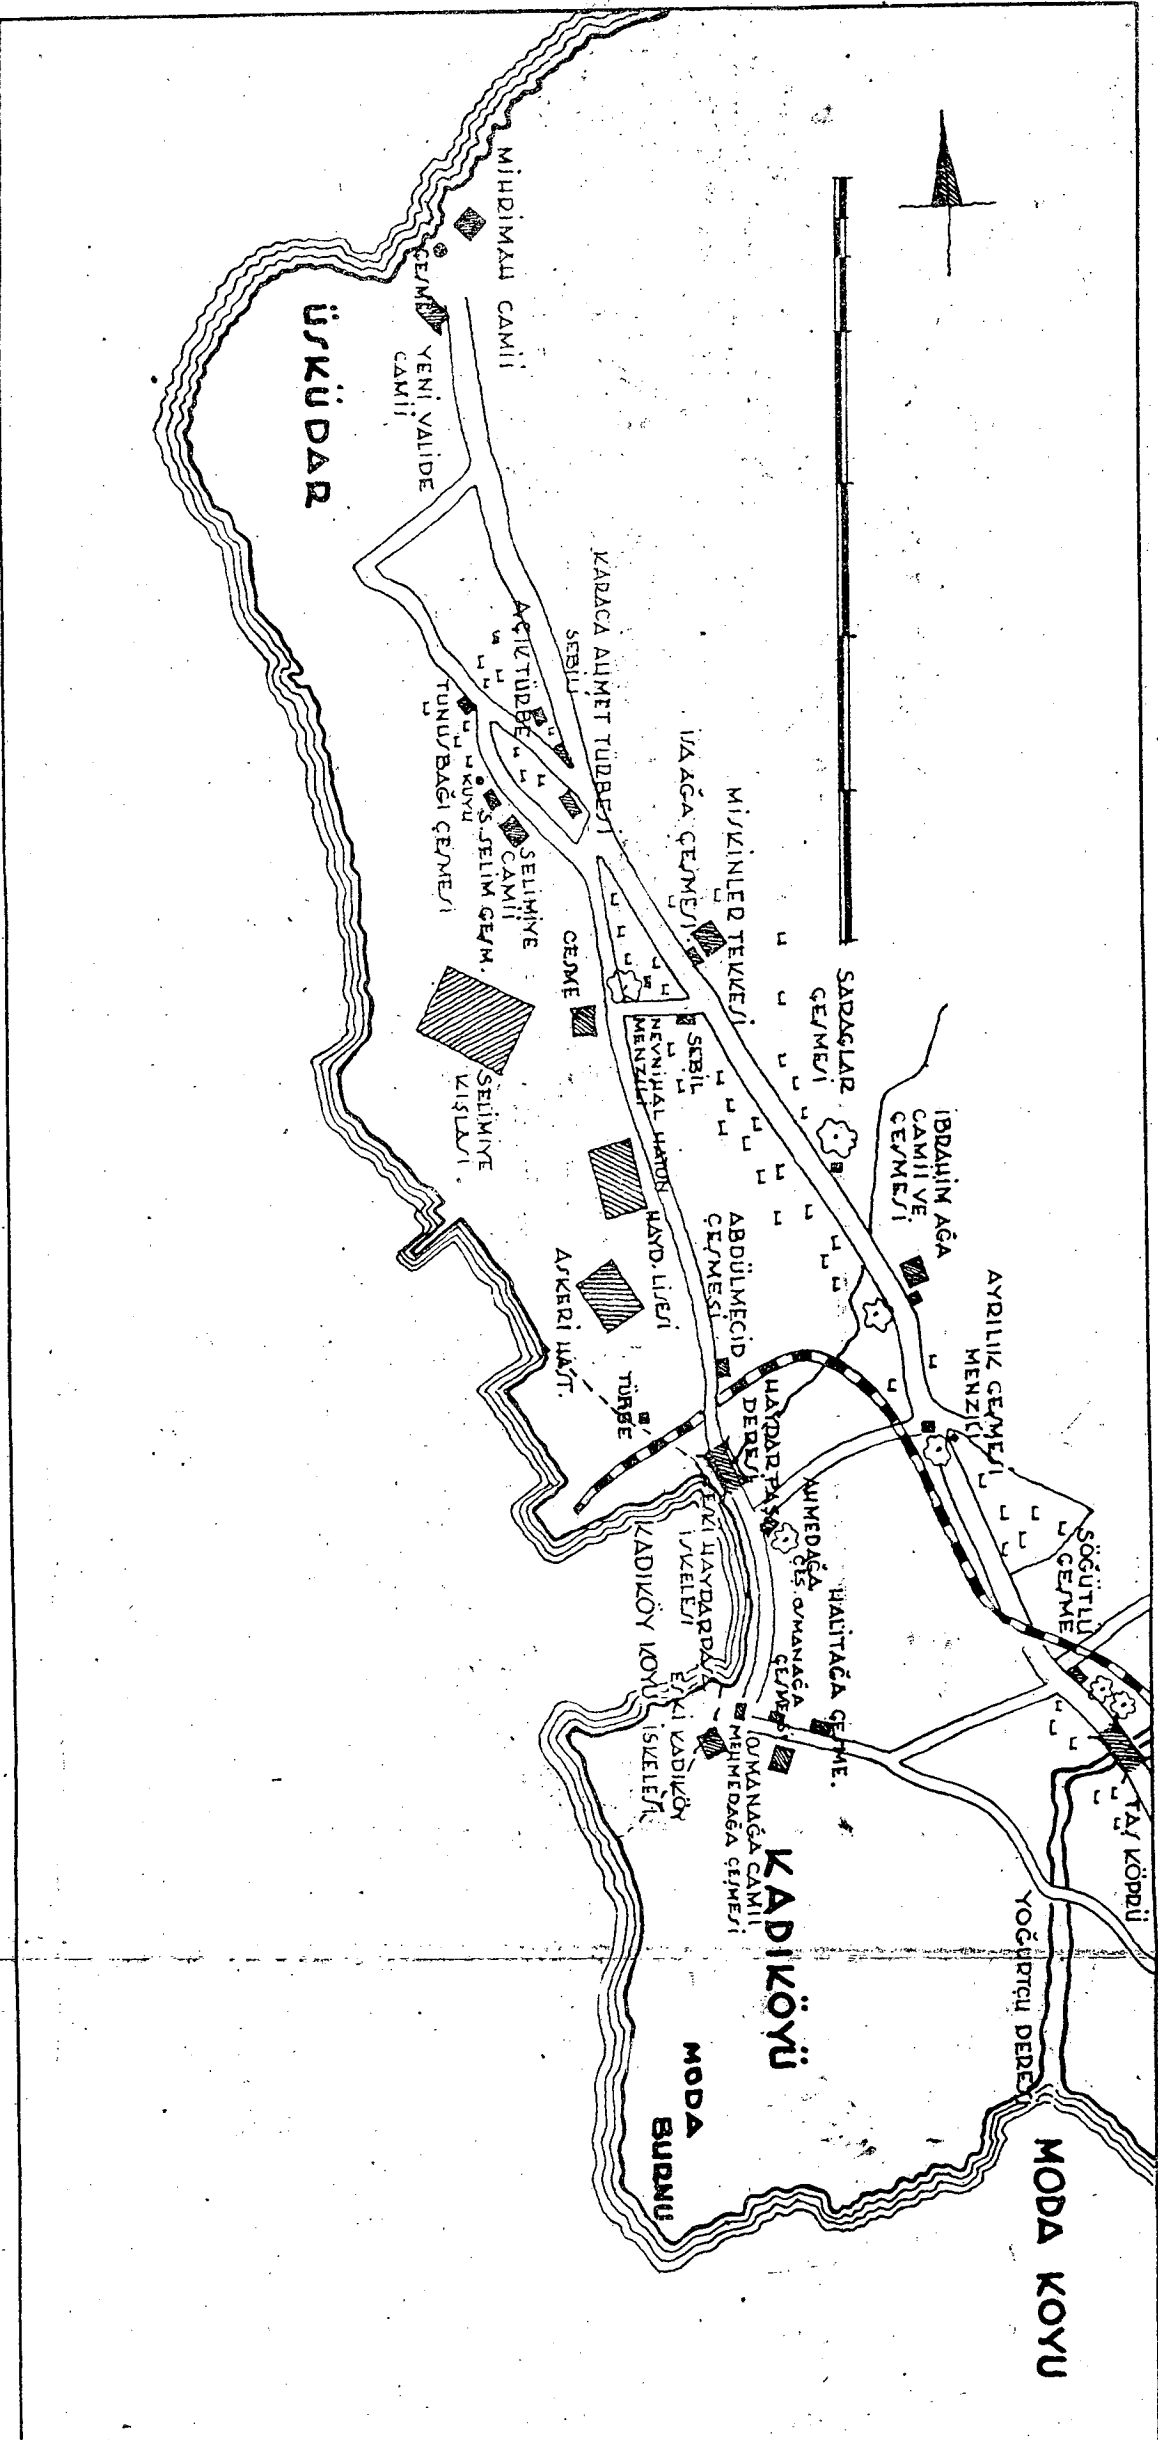 MİHRİMAH CAMİİ
ÇEŞME
YENİ VALİDE
CAMİİ
ÜSKÜDAR
KARACA AHMET TÜRBESİ
SEBİLİ
AÇIK TÜRBE
TUNUSBAĞI ÇEŞMESİ
KUYU
S. SELİM ÇEŞM.
SELİMİYE
CAMİİ
İSA AĞA ÇEŞMESİ
MİSKİNLER TEKKESİ
ÇEŞME
SEBİL
NEVNİHAL HATUN
MENZİLİ
SELİMİYE
KIŞLASI.
SARAÇLAR
ÇEŞMESİ
İBRAHİM AĞA
CAMİİ VE
ÇEŞMESİ
HAYD. LİSESİ
ABDÜLMECİD
ÇEŞMESİ
ASKERİ HAST.
TÜRBE
AYRILIK ÇEŞMESİ
MENZİLİ
HAYDARPAŞA
DERESİ
ESKİ HAYDARPAŞA
İSKELESİ
KADIKÖY KOYU
AHMEDAĞA
ÇEŞ.
OSMANAĞA
ÇEŞMESİ
HALİTAĞA ÇEŞME.
SÖĞÜTLÜ
ÇEŞME
ESKİ KADIKÖY
İSKELESİ
OSMANAĞA CAMİİ
MEHMEDAĞA ÇEŞMESİ
TAŞ KÖPRÜ
KADIKÖYÜ
YOĞURTÇU DERESİ
MODA
BURNU
MODA KOYU